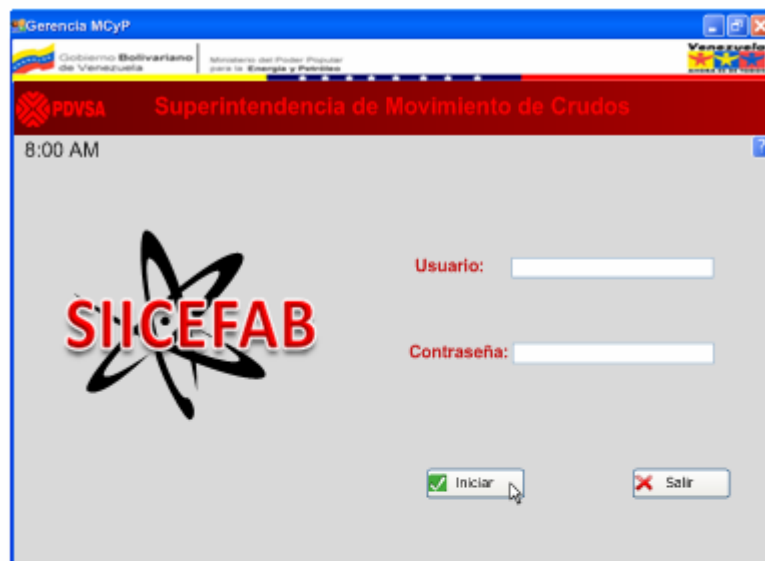 Gerencia MCyP
Gobierno Bolivariano
de Venezuela
Ministerio del Poder Popular
para la Energía y Petróleo
Venezuela
PDVSA
Superintendencia de Movimiento de Crudos
8:00 AM
?
SIICEFAB
Usuario:
Contraseña:
Iniciar
Salir